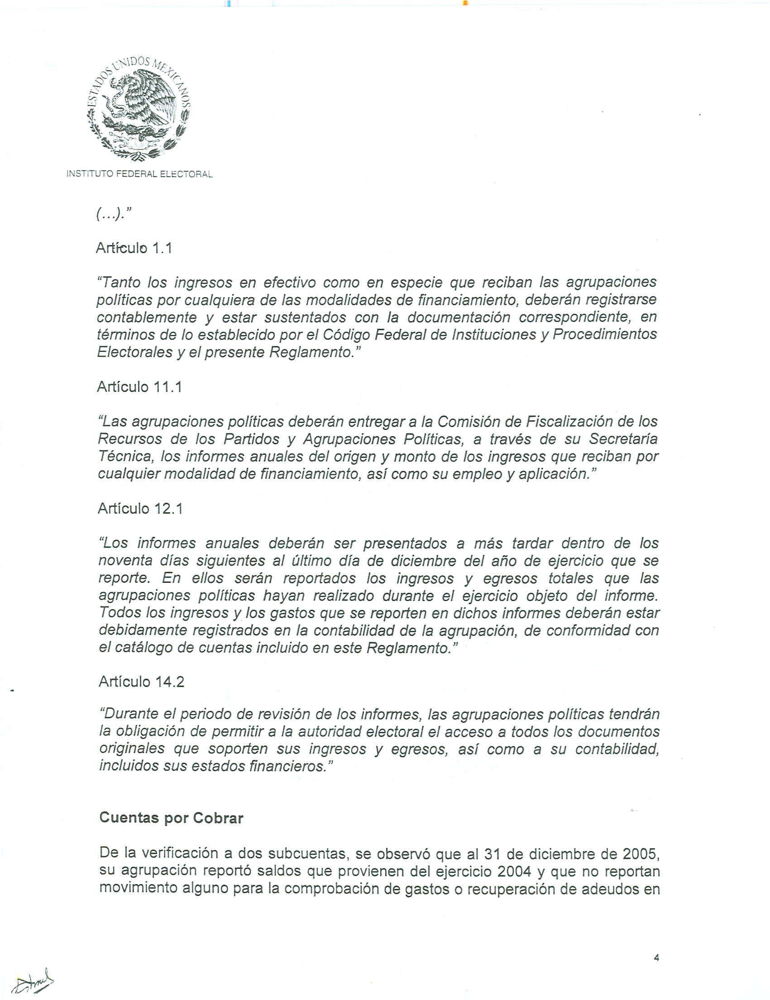 ESTADOS UNIDOS MEXICANOS
INSTITUTO FEDERAL ELECTORAL
(...)."
Artículo 1.1
"Tanto los ingresos en efectivo como en especie que reciban las agrupaciones
políticas por cualquiera de las modalidades de financiamiento, deberán registrarse
contablemente y estar sustentados con la documentación correspondiente, en
términos de lo establecido por el Código Federal de Instituciones y Procedimientos
Electorales y el presente Reglamento."
Artículo 11.1
"Las agrupaciones políticas deberán entregar a la Comisión de Fiscalización de los
Recursos de los Partidos y Agrupaciones Políticas, a través de su Secretaría
Técnica, los informes anuales del origen y monto de los ingresos que reciban por
cualquier modalidad de financiamiento, así como su empleo y aplicación."
Artículo 12.1
"Los informes anuales deberán ser presentados a más tardar dentro de los
noventa días siguientes al último día de diciembre del año de ejercicio que se
reporte. En ellos serán reportados los ingresos y egresos totales que las
agrupaciones políticas hayan realizado durante el ejercicio objeto del informe.
Todos los ingresos y los gastos que se reporten en dichos informes deberán estar
debidamente registrados en la contabilidad de la agrupación, de conformidad con
el catálogo de cuentas incluido en este Reglamento."
Artículo 14.2
"Durante el periodo de revisión de los informes, las agrupaciones políticas tendrán
la obligación de permitir a la autoridad electoral el acceso a todos los documentos
originales que soporten sus ingresos y egresos, así como a su contabilidad,
incluidos sus estados financieros."
Cuentas por Cobrar
De la verificación a dos subcuentas, se observó que al 31 de diciembre de 2005,
su agrupación reportó saldos que provienen del ejercicio 2004 y que no reportan
movimiento alguno para la comprobación de gastos o recuperación de adeudos en
4